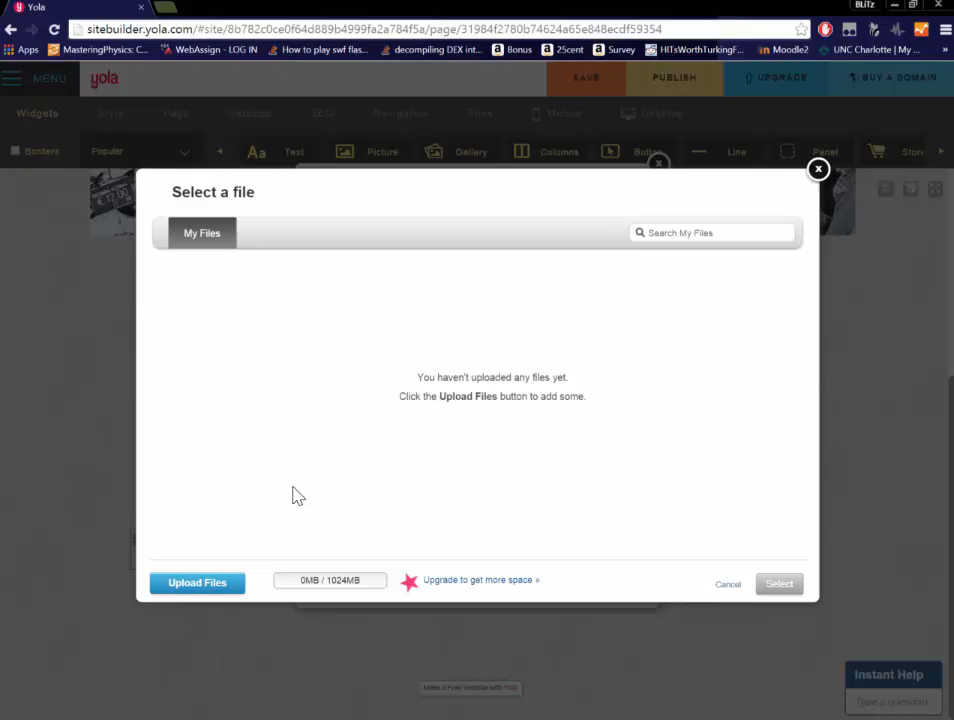 Yola
BLiTz
sitebuilder.yola.com/#site/8b782c0ce0f64d889b4999fa2a784f5a/page/31984f2780b74624a65e848ecdf59354
Apps MasteringPhysics: C... WebAssign - LOG IN How to play swf flas... decompiling DEX int... Bonus 25cent Survey HITsWorthTurkingF... Moodle2 UNC Charlotte | My ... »
MENU yola SAVE PUBLISH UPGRADE BUY A DOMAIN
Widgets Style Page Settings SEO Navigation Files Mobile Desktop
Borders Popular Text Picture Gallery Columns Button Line Panel Store
Select a file
My Files Search My Files
You haven't uploaded any files yet.
Click the Upload Files button to add some.
Upload Files 0MB / 1024MB Upgrade to get more space » Cancel Select
Instant Help
Type a question
Make a Free Website with Yola